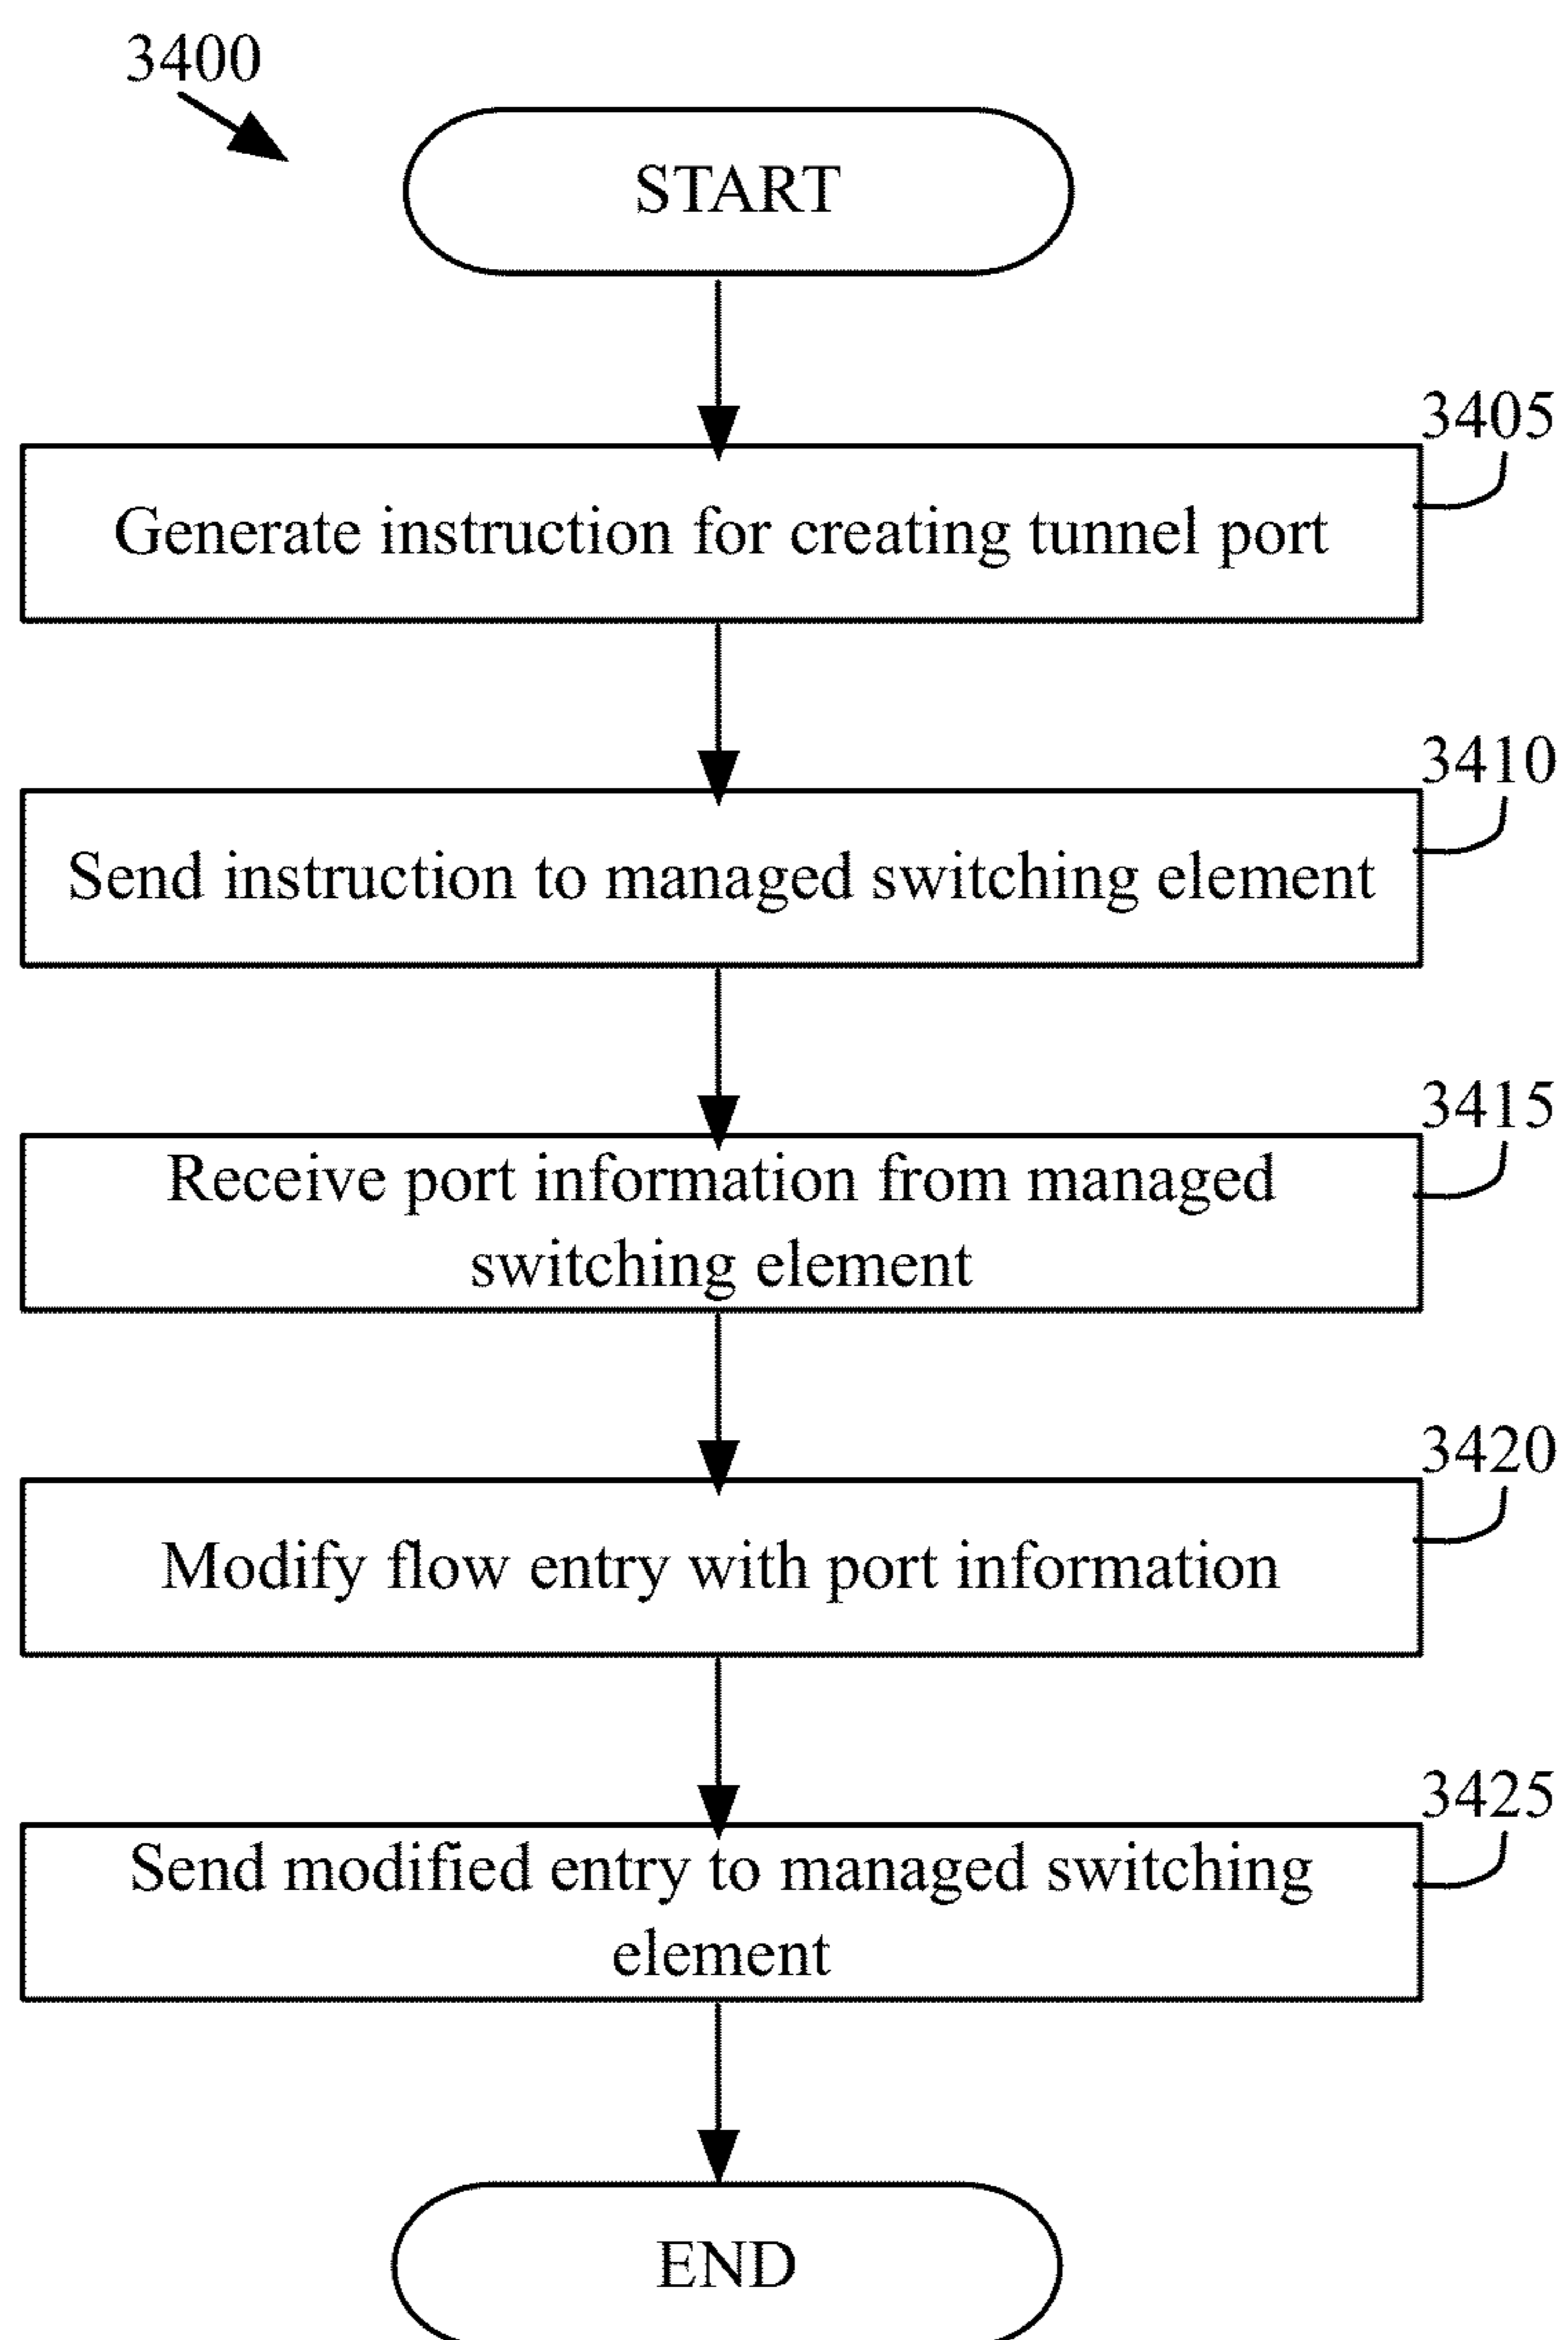 3400
START
3405
Generate instruction for creating tunnel port
3410
Send instruction to managed switching element
3415
Receive port information from managed
switching element
3420
Modify flow entry with port information
3425
Send modified entry to managed switching
element
END